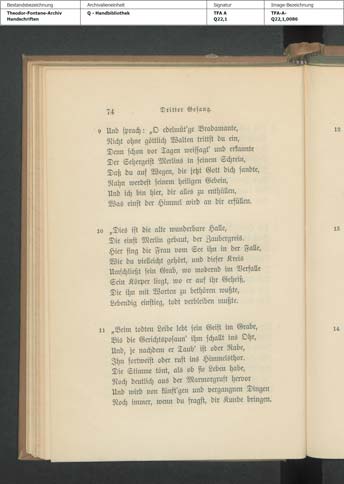 Bestandsbezeichnung
Archivalieneinheit
Signatur
Image-Bezeichnung
Theodor-Fontane-Archiv
Handschriften
Q - Handbibliothek
TFA A
Q22,1
TFA-A-
Q22,1,0086
74 Dritter Gesang.
9 Und sprach: „O edelmüt'ge Bradamante,
Nicht ohne göttlich Walten trittst du ein,
Denn schon vor Tagen weissagt' und erkannte
Der Sehergeist Merlins in seinem Schrein,
Daß du auf Wegen, die jetzt Gott dich sandte,
Nahn werdest seinem heiligen Gebein,
Und ich bin hier, dir alles zu enthüllen,
Was einst der Himmel wird an dir erfüllen.
10 „Dies ist die alte wunderbare Halle,
Die einst Merlin gebaut, der Zaubergreis.
Hier fing die Frau vom See ihn in der Falle,
Wie du vielleicht gehört, und dieser Kreis
Umschließt sein Grab, wo modernd im Verfalle
Sein Körper liegt, wo er auf ihr Geheiß,
Die ihn mit Worten zu bethören wußte,
Lebendig einstieg, todt verbleiben mußte.
11 „Beim todten Leibe lebt sein Geist im Grabe,
Bis die Gerichtsposaun' ihm schallt ins Ohr,
Und, je nachdem er Taub' ist oder Rabe,
Ihn fortweist oder ruft ins Himmelsthor.
Die Stimme tönt, als ob sie Leben habe,
Noch deutlich aus der Marmorgruft hervor
Und wird von künft'gen und vergangnen Dingen
Noch immer, wenn du fragst, dir Kunde bringen.
12
13
14